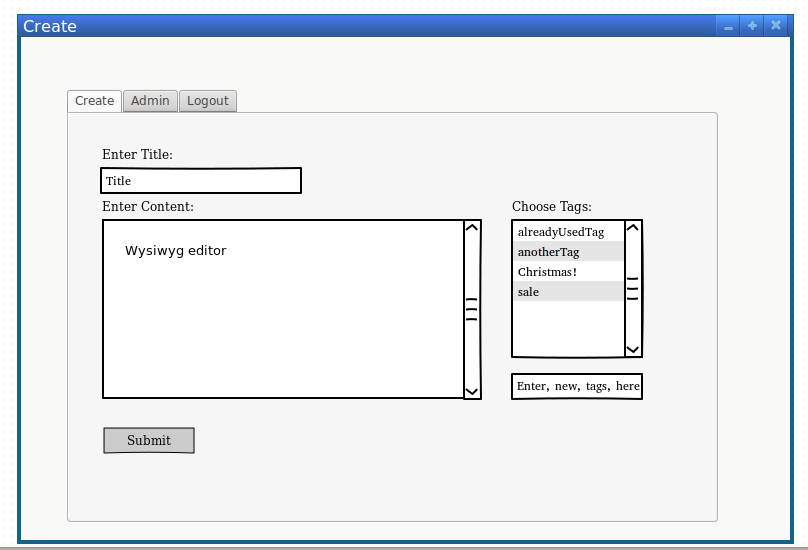 Create
Create Admin Logout
Enter Title:
Title
Enter Content:
Wysiwyg editor
Choose Tags:
alreadyUsedTag
anotherTag
Christmas!
sale
Enter, new, tags, here
Submit